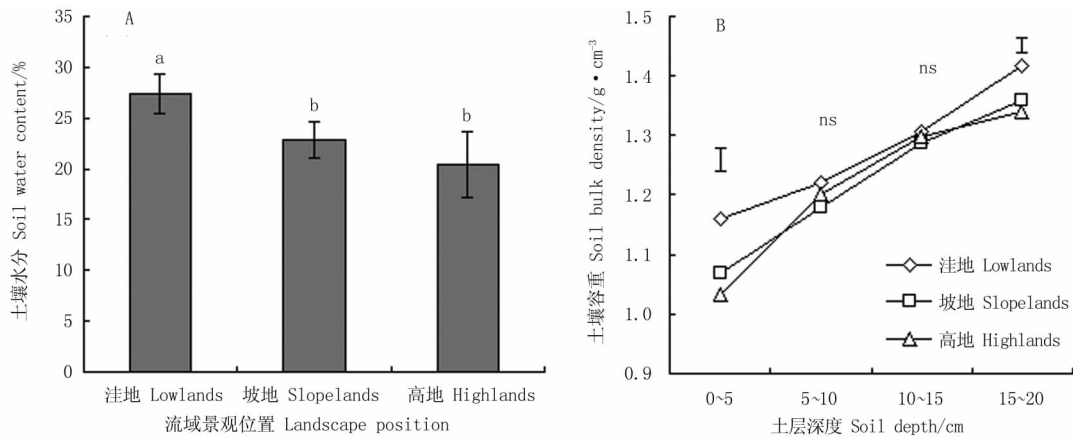 A
土壤水分 Soil water content/%
35
30
25
20
15
10
5
0
a
b
b
洼地 Lowlands
坡地 Slopelands
高地 Highlands
流域景观位置 Landscape position
B
土壤容重 Soil bulk density/g·cm⁻³
1.5
1.4
1.3
1.2
1.1
1.0
0.9
ns
ns
洼地 Lowlands
坡地 Slopelands
高地 Highlands
0~5
5~10
10~15
15~20
土层深度 Soil depth/cm